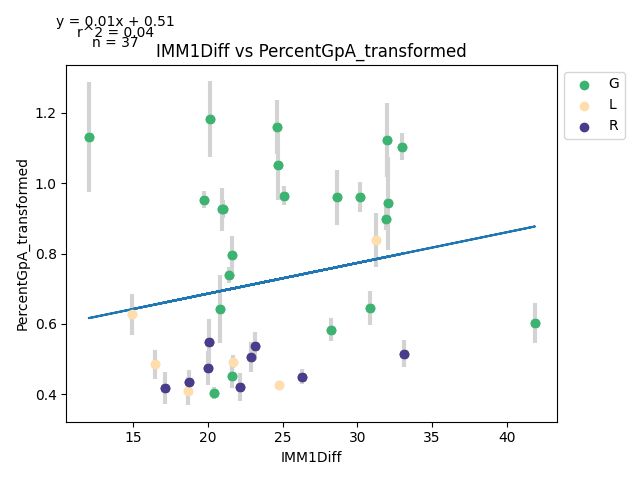 y = 0.01x + 0.51
r^2 = 0.04
n = 37
IMM1Diff vs PercentGpA_transformed
G
L
R
1.2
1.0
0.8
0.6
0.4
PercentGpA_transformed
15 20 25 30 35 40
IMM1Diff